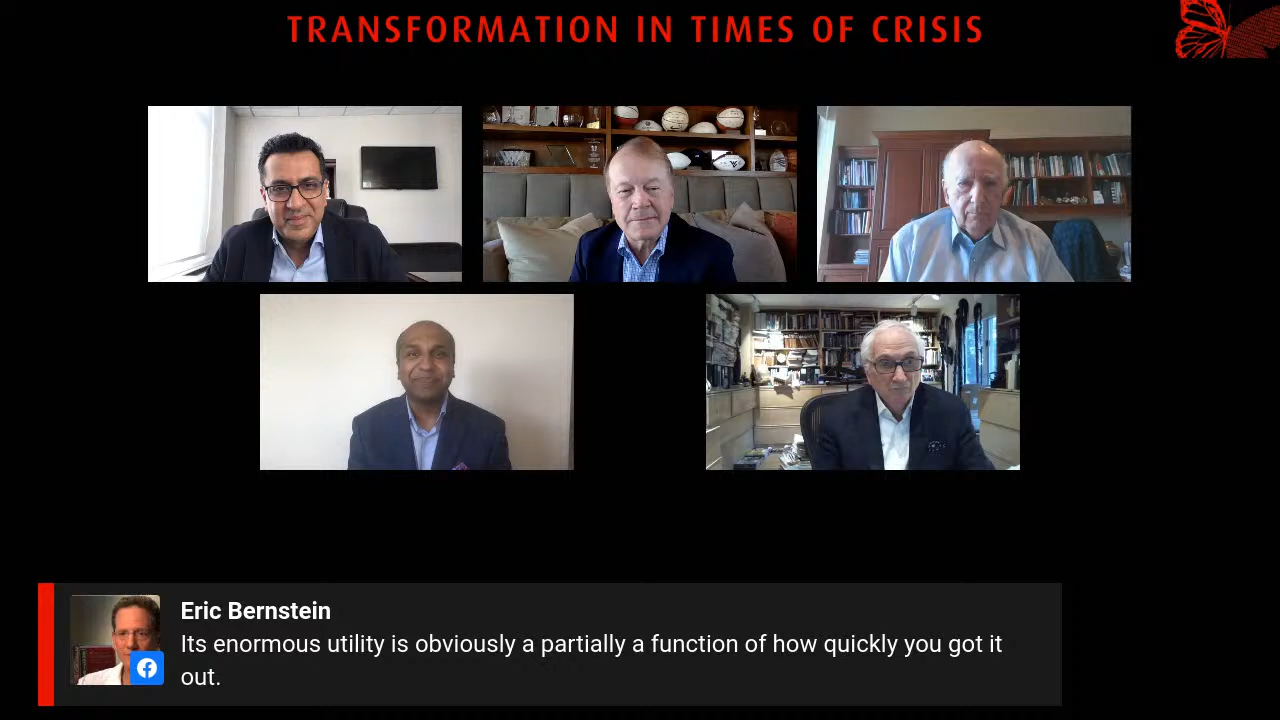 TRANSFORMATION IN TIMES OF CRISIS
Eric Bernstein
Its enormous utility is obviously a partially a function of how quickly you got it
out.